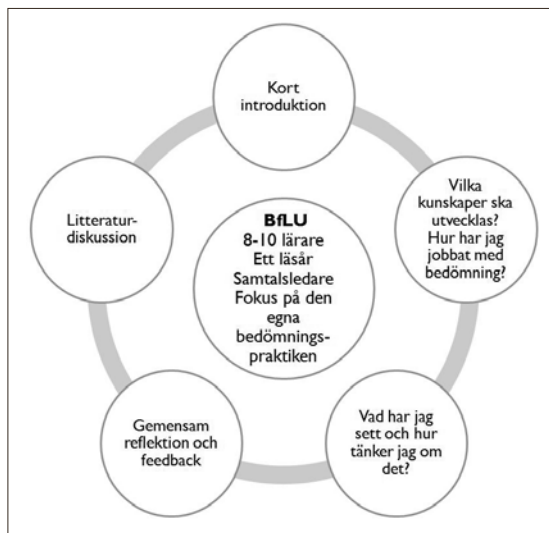 Kort
introduktion
Vilka
kunskaper ska
utvecklas?
Hur har jag
jobbat med
bedömning?
Vad har jag
sett och hur
tänker jag om
det?
Gemensam
reflektion och
feedback
Litteratur-
diskussion
BfLU
8-10 lärare
Ett läsår
Samtalsledare
Fokus på den
egna
bedömnings-
praktiken